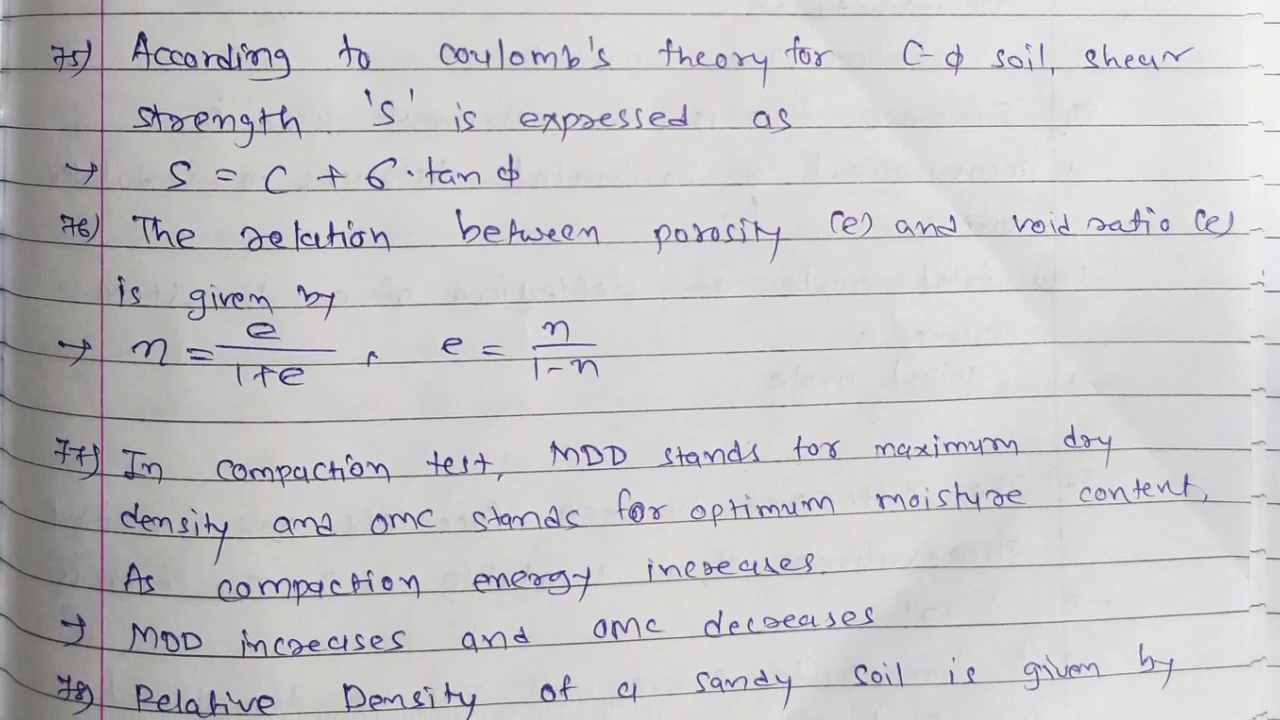 75) According to coulomb's theory for C-ϕ soil, shear
strength 's' is expressed as
→ S = C + σ·tan ϕ
76) The relation between porosity (e) and void ratio (e)
is given by
→ n = e/1+e , e = n/1-n
77) In compaction test, MDD stands for maximum dry
density and omc stands for optimum moisture content,
As compaction energy increases.
→ MDD increases and omc decreases
78) Relative Density of a sandy soil is given by